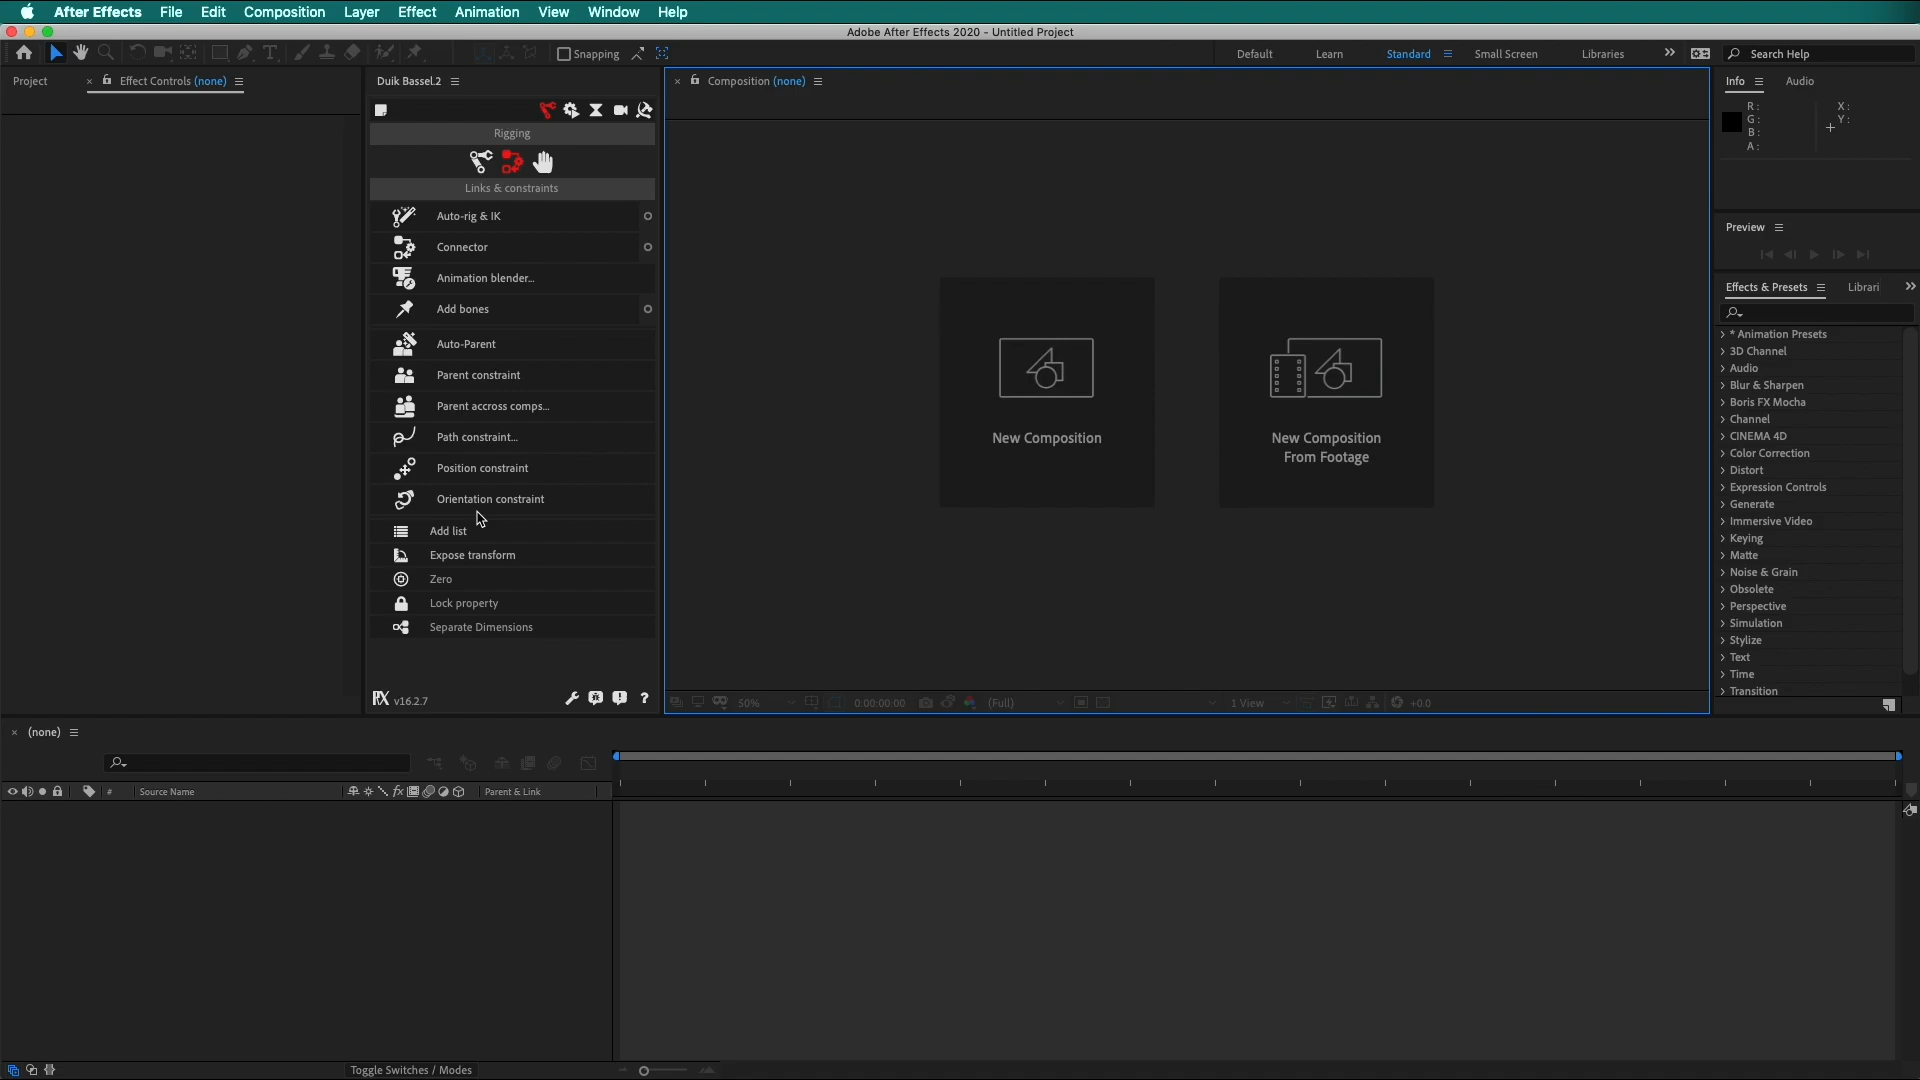 After Effects File Edit Composition Layer Effect Animation View Window Help
Adobe After Effects 2020 - Untitled Project
Snapping
Default Learn Standard Small Screen Libraries
Search Help
Project
Effect Controls (none)
Duik Bassel.2
Rigging
Links & constraints
Auto-rig & IK
Connector
Animation blender...
Add bones
Auto-Parent
Parent constraint
Parent accross comps...
Path constraint...
Position constraint
Orientation constraint
Add list
Expose transform
Zero
Lock property
Separate Dimensions
v16.2.7
?
Composition (none)
New Composition
New Composition
From Footage
50%
0:00:00:00
(Full)
1 View
+0.0
Info
Audio
R:
G:
B:
A:
X:
Y:
Preview
Effects & Presets
Librari
* Animation Presets
3D Channel
Audio
Blur & Sharpen
Boris FX Mocha
Channel
CINEMA 4D
Color Correction
Distort
Expression Controls
Generate
Immersive Video
Keying
Matte
Noise & Grain
Obsolete
Perspective
Simulation
Stylize
Text
Time
Transition
(none)
# Source Name
fx
Parent & Link
Toggle Switches / Modes